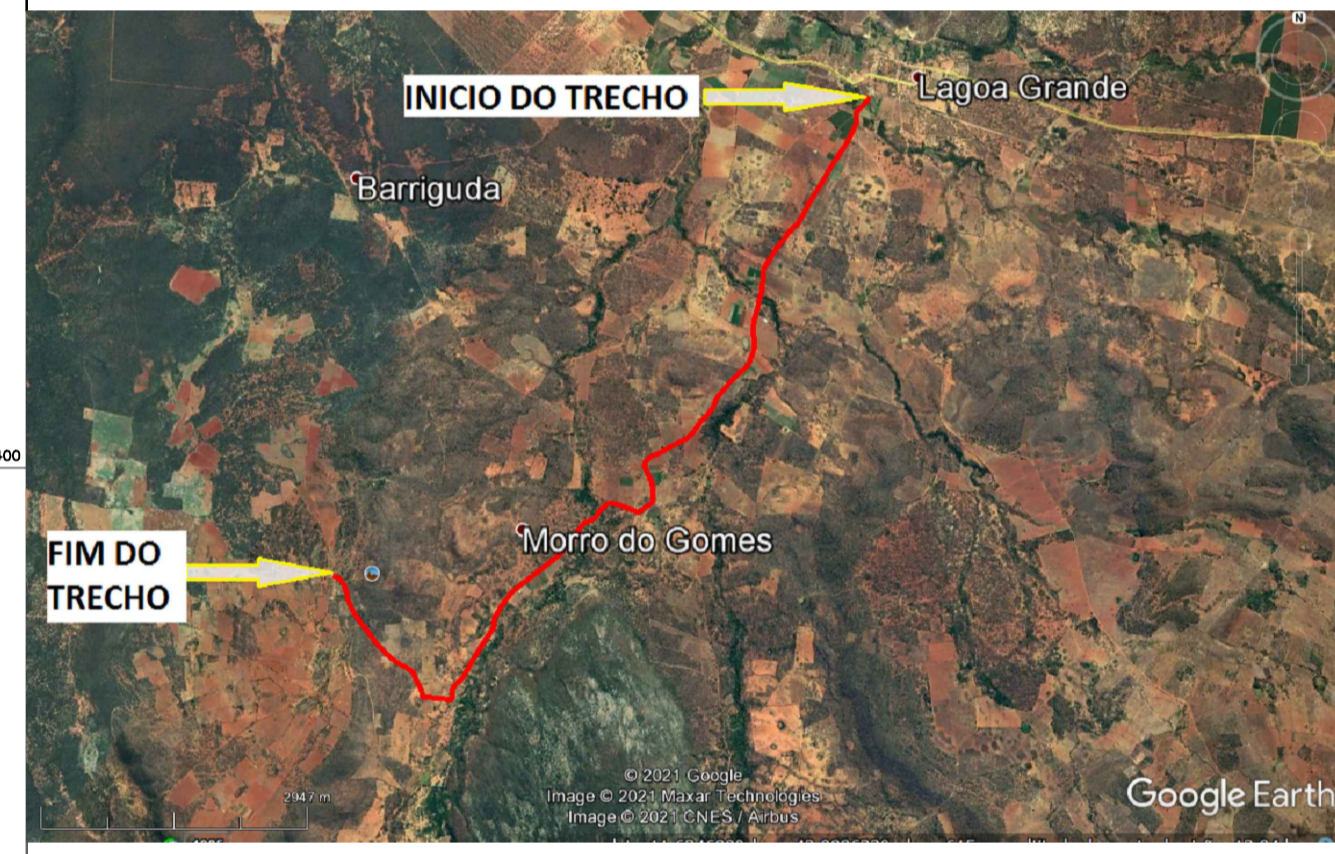 N
INICIO DO TRECHO
Lagoa Grande
Barriguda
400
FIM DO
TRECHO
Morro do Gomes
© 2021 Google
Image © 2021 Maxar Technologies
Image © 2021 CNES / Airbus
2947 m
Google Earth